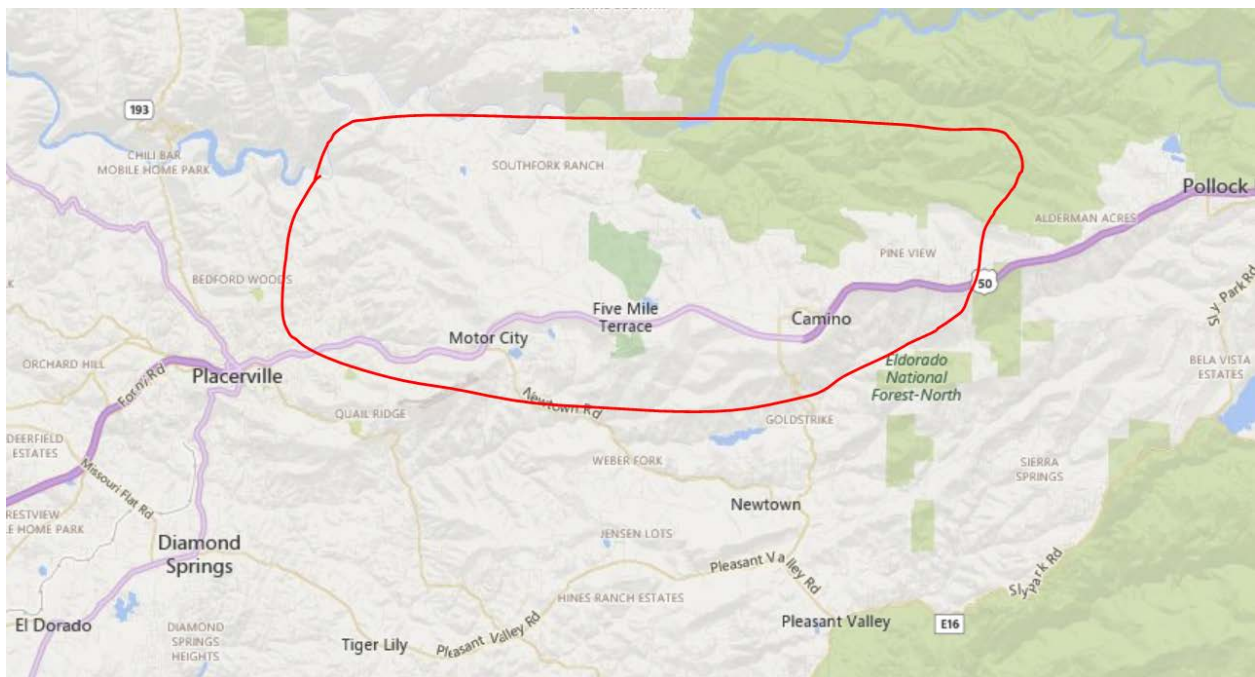 193
CHILI BAR
MOBILE HOME PARK
SOUTHFORK RANCH
Pollock
ALDERMAN ACRES
PINE VIEW
BEDFORD WOODS
50
Sly Park Rd
Five Mile
Terrace
Camino
Motor City
ORCHARD HILL
Forni Rd
Placerville
Eldorado
National
Forest-North
BELA VISTA
ESTATES
Newtown Rd
QUAIL RIDGE
GOLDSTRIKE
DEERFIELD
ESTATES
WEBER FORK
SIERRA
SPRINGS
Missouri Flat Rd
Newtown
RESTVIEW
LE HOME PARK
JENSEN LOTS
Diamond
Springs
Pleasant Valley Rd
HINES RANCH ESTATES
Sly Park Rd
El Dorado
DIAMOND
SPRINGS
HEIGHTS
Tiger Lily
Pleasant Valley Rd
Pleasant Valley
E16